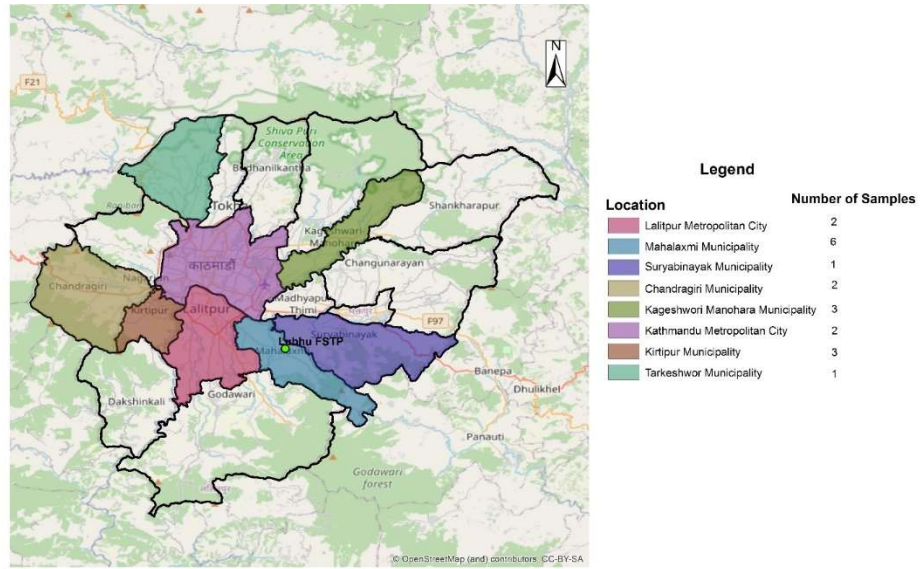 N
F21
Shiva Puri
Conservation
Area
Budhanilkantha
Tokh
Shankharapur
Kageshwari-
Manohara
काठमाडौं
Changunarayan
Nagarjun
Chandragiri
Kirtipur
Lalitpur
Madhyapur
Thimi
F97
Suryabinayak
Lubhu FSTP
Mahalaxmi
Banepa
Dhulikhel
Dakshinkali
Godawari
Panauti
Godawari
forest
© OpenStreetMap (and) contributors, CC-BY-SA
Legend
Location Number of Samples
Lalitpur Metropolitan City 2
Mahalaxmi Municipality 6
Suryabinayak Municipality 1
Chandragiri Municipality 2
Kageshwori Manohara Municipality 3
Kathmandu Metropolitan City 2
Kirtipur Municipality 3
Tarkeshwor Municipality 1